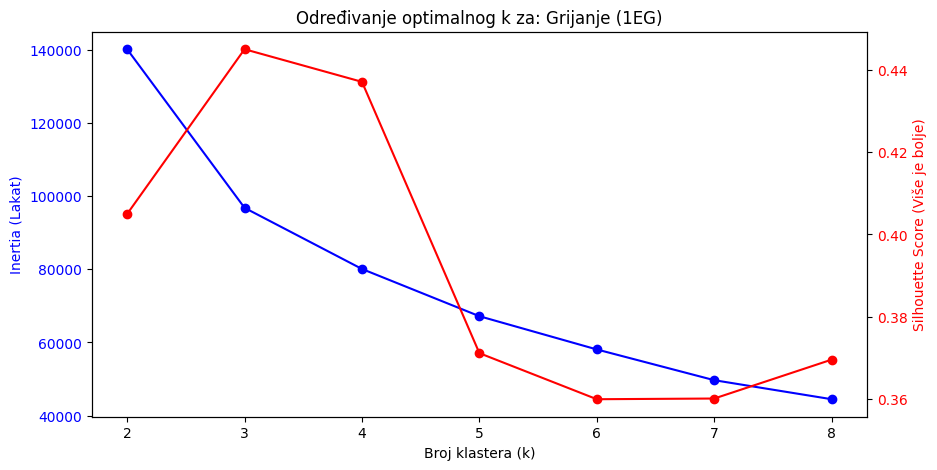 Određivanje optimalnog k za: Grijanje (1EG)
140000
120000
100000
80000
60000
40000
Inertia (Lakat)
0.44
0.42
0.40
0.38
0.36
Silhouette Score (Više je bolje)
2 3 4 5 6 7 8
Broj klastera (k)